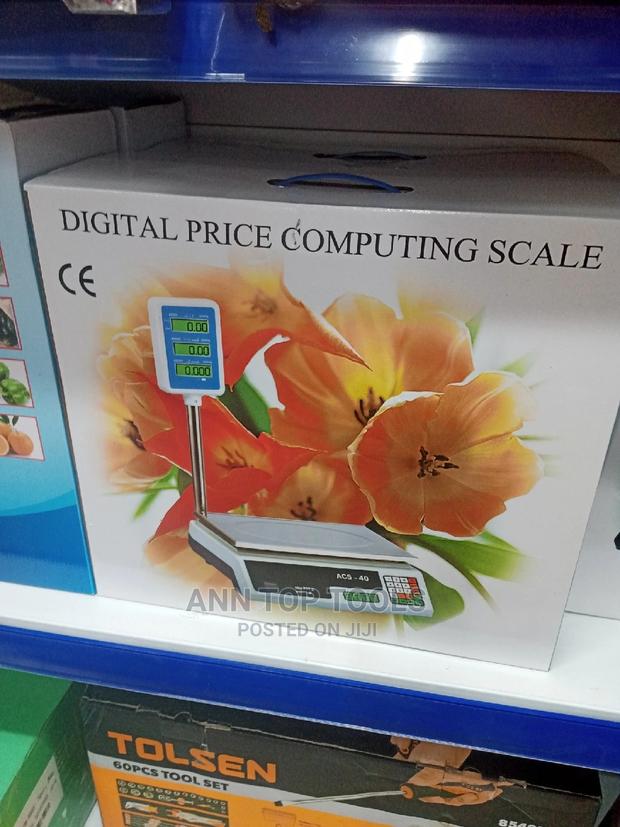 DIGITAL PRICE COMPUTING SCALE
CE
0.00
0.00
0.000
ACS - 40
ANN TOP TOOLS
POSTED ON JIJI
TOLSEN
60PCS TOOL SET